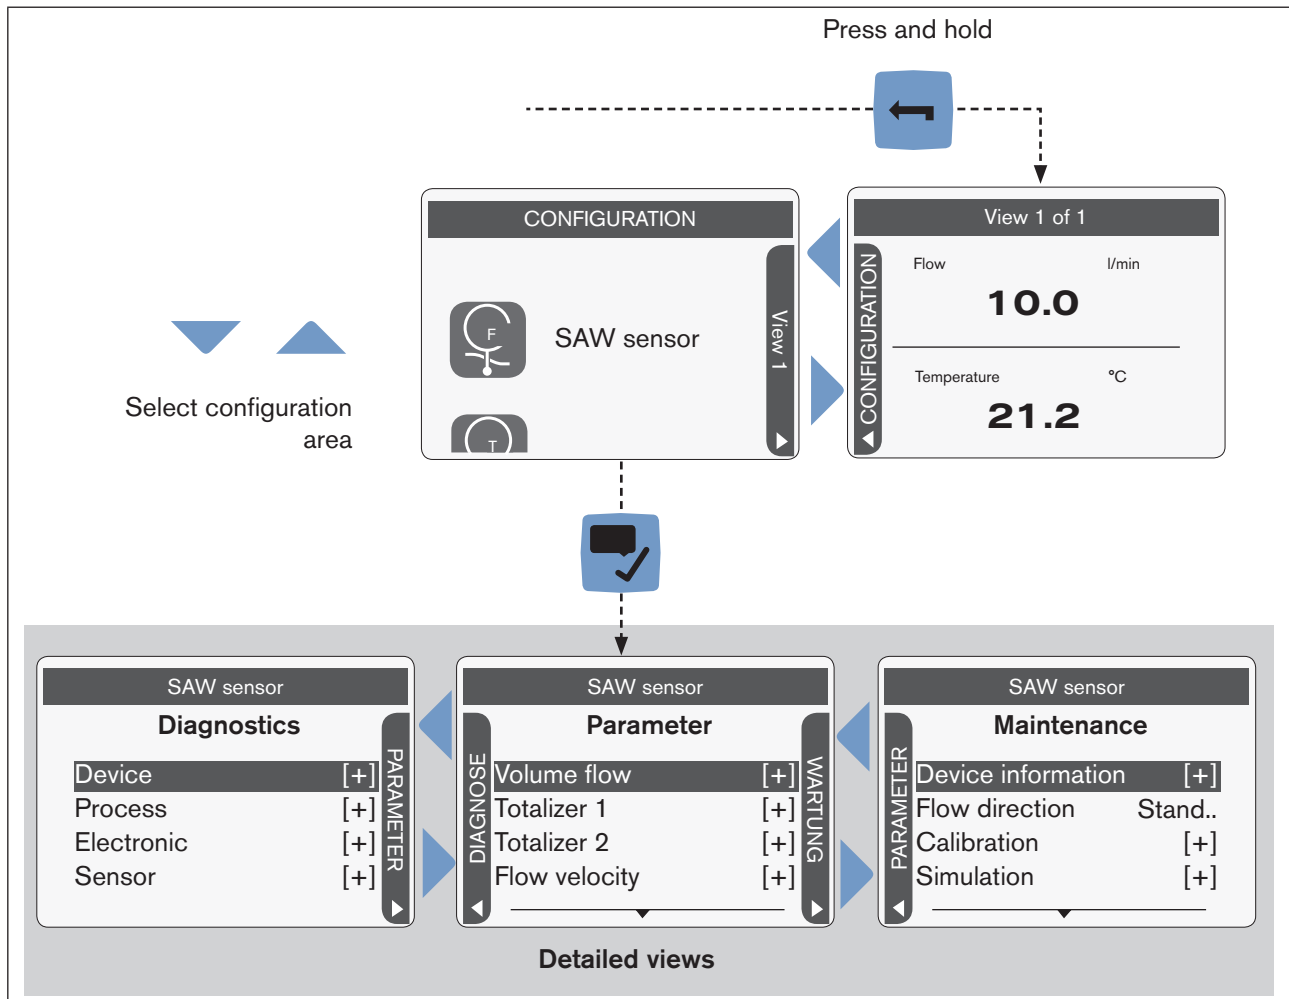 Press and hold
CONFIGURATION
F
SAW sensor
T
View 1
View 1 of 1
CONFIGURATION
Flow l/min
10.0
Temperature °C
21.2
Select configuration
area
SAW sensor
Diagnostics
Device [+]
Process [+]
Electronic [+]
Sensor [+]
PARAMETER
SAW sensor
Parameter
DIAGNOSE
Volume flow [+]
Totalizer 1 [+]
Totalizer 2 [+]
Flow velocity [+]
WARTUNG
SAW sensor
Maintenance
PARAMETER
Device information [+]
Flow direction Stand..
Calibration [+]
Simulation [+]
Detailed views